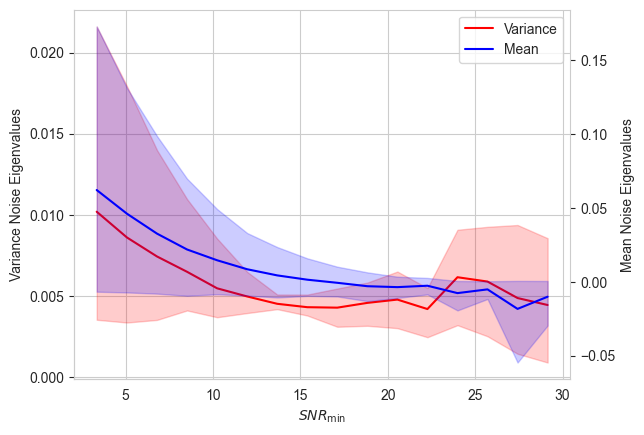 Variance
Mean
0.020
0.015
0.010
0.005
0.000
Variance Noise Eigenvalues
0.15
0.10
0.05
0.00
−0.05
Mean Noise Eigenvalues
5 10 15 20 25 30
SNRmin